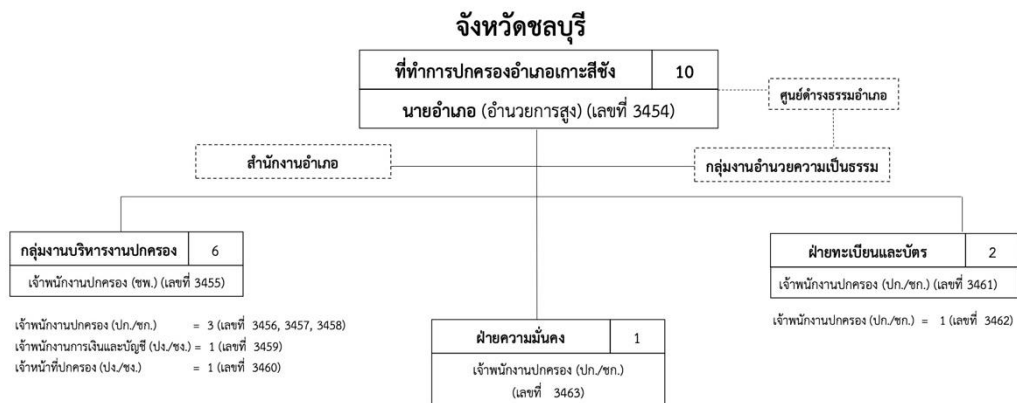 จังหวัดชลบุรี
ที่ทำการปกครองอำเภอเกาะสีชัง 10
นายอำเภอ (อำนวยการสูง) (เลขที่ 3454)
ศูนย์ดำรงธรรมอำเภอ
สำนักงานอำเภอ
กลุ่มงานอำนวยความเป็นธรรม
กลุ่มงานบริหารงานปกครอง 6
เจ้าพนักงานปกครอง (ชพ.) (เลขที่ 3455)
เจ้าพนักงานปกครอง (ปก./ชก.) = 3 (เลขที่ 3456, 3457, 3458)
เจ้าพนักงานการเงินและบัญชี (ปง./ชง.) = 1 (เลขที่ 3459)
เจ้าหน้าที่ปกครอง (ปง./ชง.) = 1 (เลขที่ 3460)
ฝ่ายความมั่นคง 1
เจ้าพนักงานปกครอง (ปก./ชก.)
(เลขที่ 3463)
ฝ่ายทะเบียนและบัตร 2
เจ้าพนักงานปกครอง (ปก./ชก.) (เลขที่ 3461)
เจ้าพนักงานปกครอง (ปก./ชก.) = 1 (เลขที่ 3462)